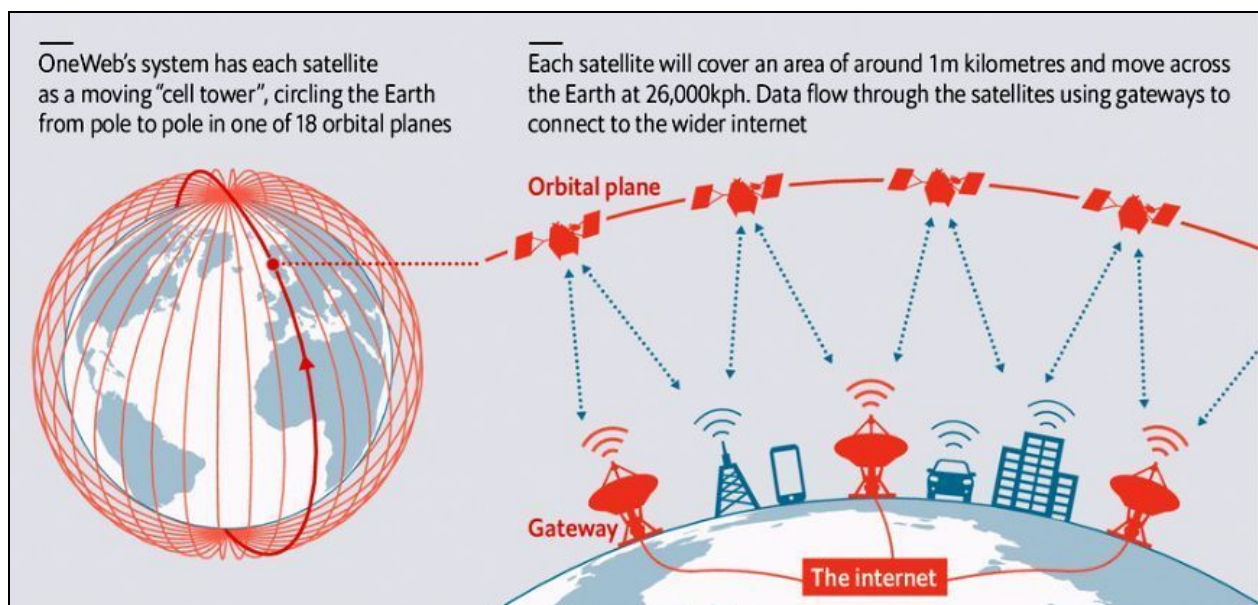 OneWeb's system has each satellite
as a moving "cell tower", circling the Earth
from pole to pole in one of 18 orbital planes
Each satellite will cover an area of around 1m kilometres and move across
the Earth at 26,000kph. Data flow through the satellites using gateways to
connect to the wider internet
Orbital plane
Gateway
The internet